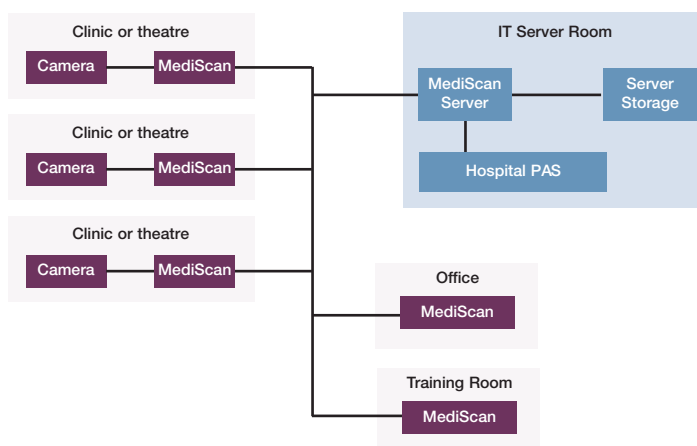 Clinic or theatre
Camera
MediScan
Clinic or theatre
Camera
MediScan
Clinic or theatre
Camera
MediScan
IT Server Room
MediScan
Server
Server
Storage
Hospital PAS
Office
MediScan
Training Room
MediScan